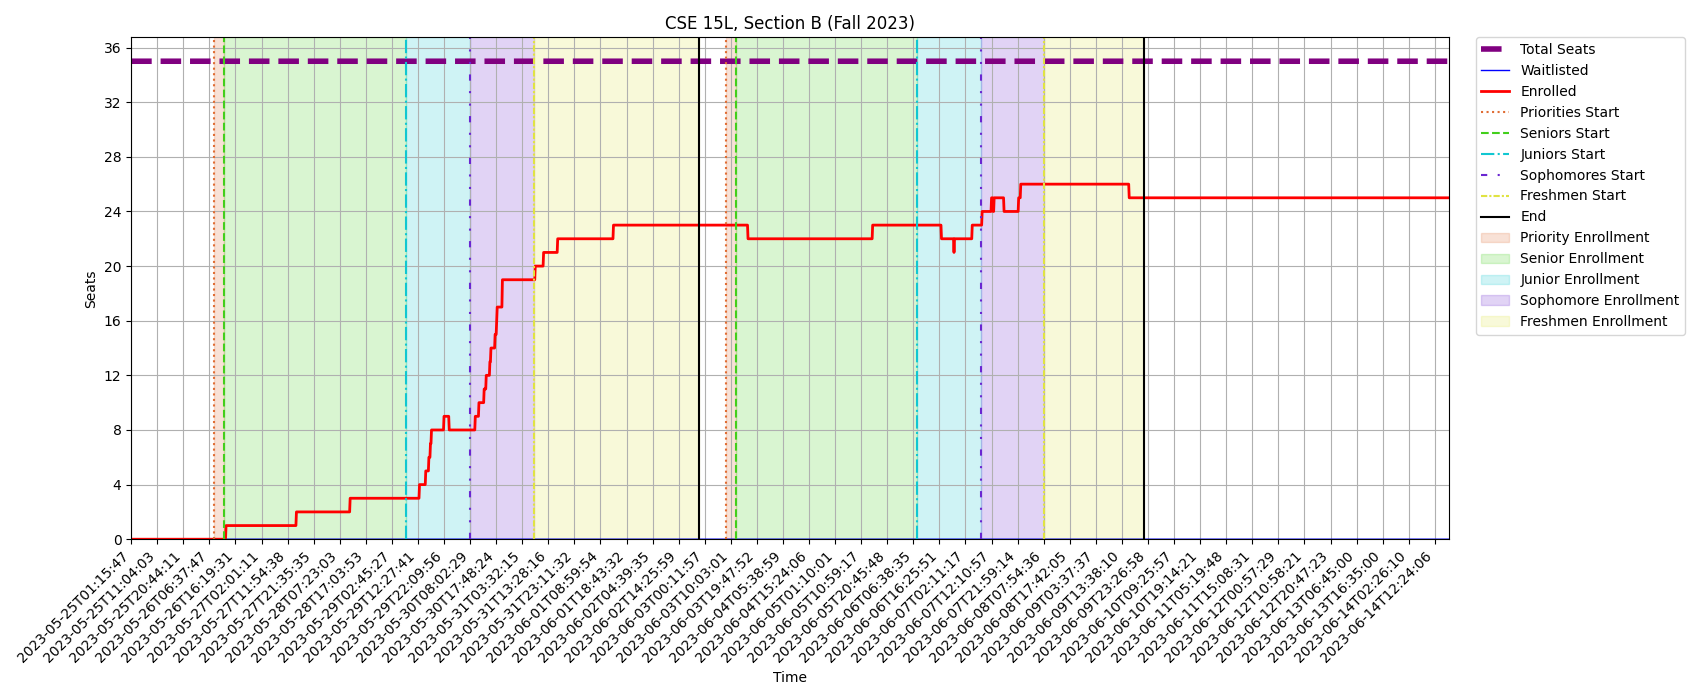 CSE 15L, Section B (Fall 2023)
Seats
36
32
28
24
20
16
12
8
4
0
2023-05-25T01:15:47
2023-05-25T11:04:03
2023-05-25T20:44:11
2023-05-26T06:37:47
2023-05-26T16:19:31
2023-05-27T02:01:11
2023-05-27T11:54:38
2023-05-27T21:35:35
2023-05-28T07:23:03
2023-05-28T17:03:53
2023-05-29T02:45:27
2023-05-29T12:27:41
2023-05-29T22:09:56
2023-05-30T08:02:29
2023-05-30T17:48:24
2023-05-31T03:32:15
2023-05-31T13:28:16
2023-05-31T23:11:32
2023-06-01T08:59:54
2023-06-01T18:43:32
2023-06-02T04:39:35
2023-06-02T14:25:59
2023-06-03T00:11:57
2023-06-03T10:03:01
2023-06-03T19:47:52
2023-06-04T05:38:59
2023-06-04T15:24:06
2023-06-05T01:10:01
2023-06-05T10:59:17
2023-06-05T20:45:48
2023-06-06T06:38:35
2023-06-06T16:25:51
2023-06-07T02:11:17
2023-06-07T12:10:57
2023-06-07T21:59:14
2023-06-08T07:54:36
2023-06-08T17:42:05
2023-06-09T03:37:37
2023-06-09T13:38:10
2023-06-09T23:26:58
2023-06-10T09:25:57
2023-06-10T19:14:21
2023-06-11T05:19:48
2023-06-11T15:08:31
2023-06-12T00:57:29
2023-06-12T10:58:21
2023-06-12T20:47:23
2023-06-13T06:45:00
2023-06-13T16:35:00
2023-06-14T02:26:10
2023-06-14T12:24:06
Time
Total Seats
Waitlisted
Enrolled
Priorities Start
Seniors Start
Juniors Start
Sophomores Start
Freshmen Start
End
Priority Enrollment
Senior Enrollment
Junior Enrollment
Sophomore Enrollment
Freshmen Enrollment